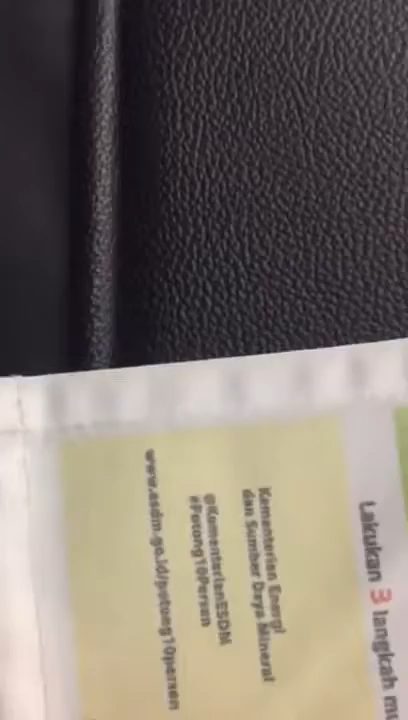 Lakukan 3 langkah
Kementerian Energi
dan Sumber Daya Mineral
@KementerianESDM
#Potong10Persen
www.esdm.go.id/potong10persen